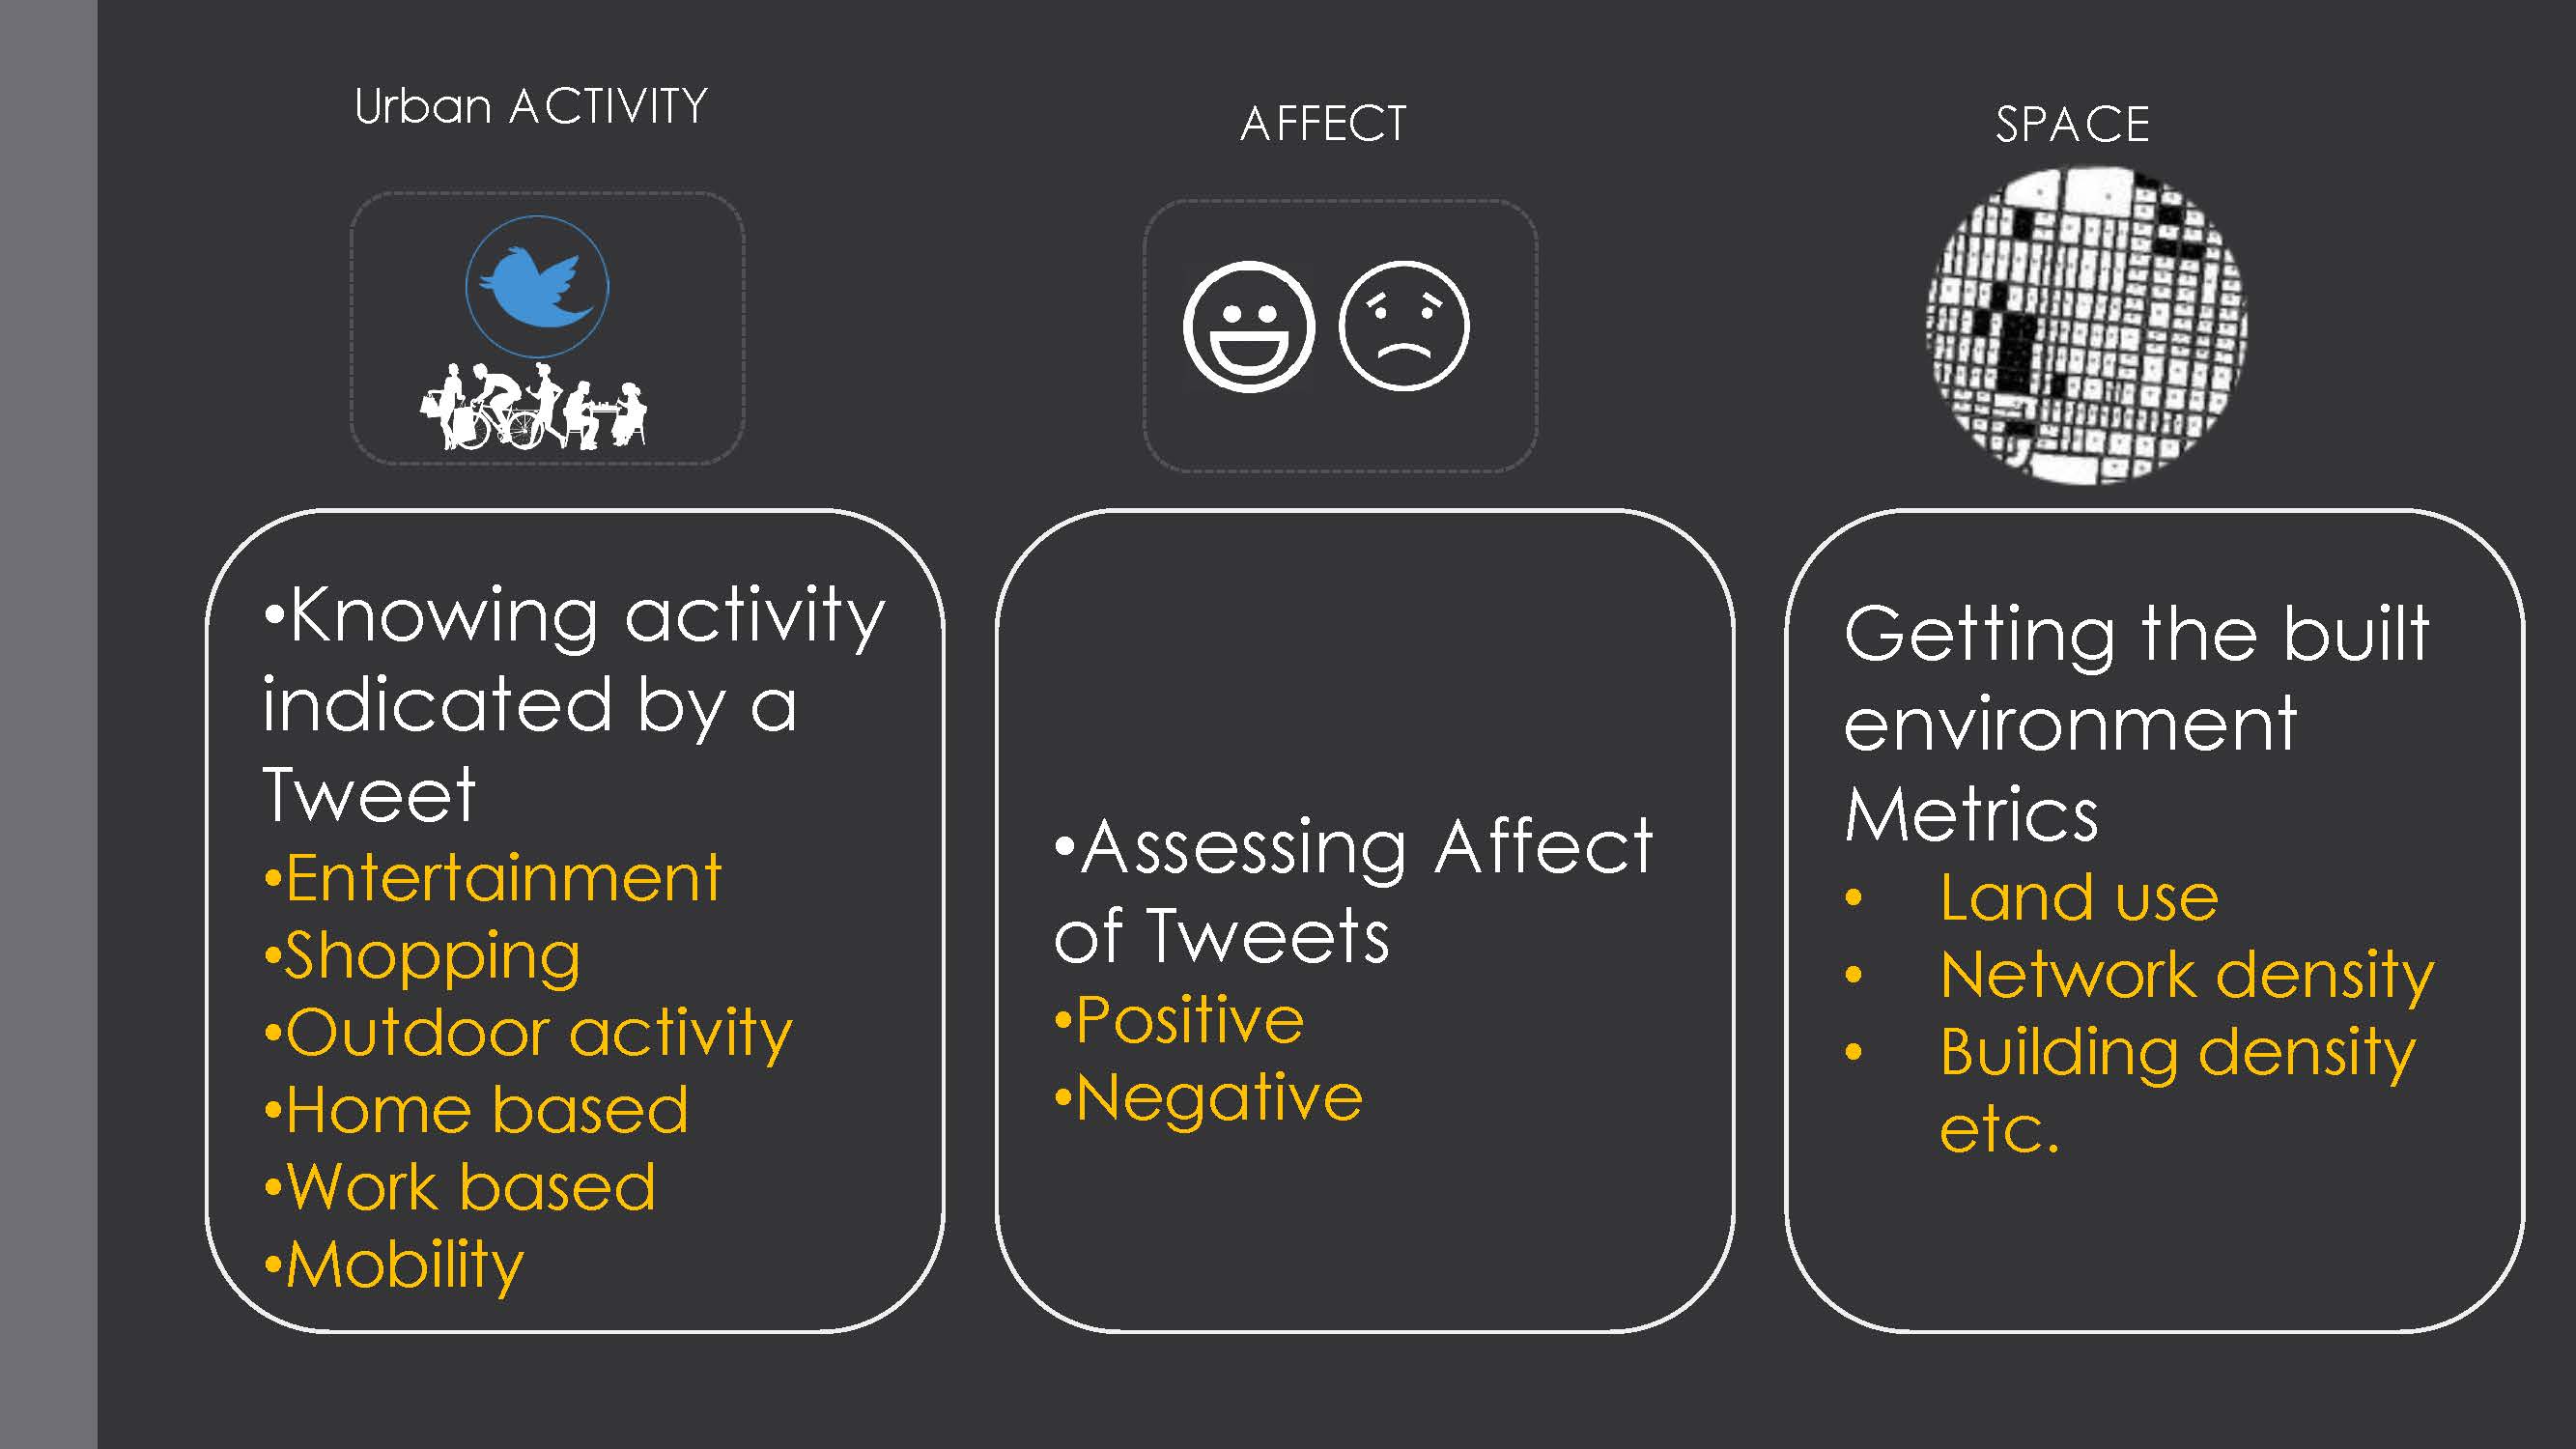 Urban ACTIVITY
AFFECT
SPACE
•Knowing activity
indicated by a
Tweet
•Entertainment
•Shopping
•Outdoor activity
•Home based
•Work based
•Mobility
•Assessing Affect
of Tweets
•Positive
•Negative
Getting the built
environment
Metrics
• Land use
• Network density
• Building density
etc.